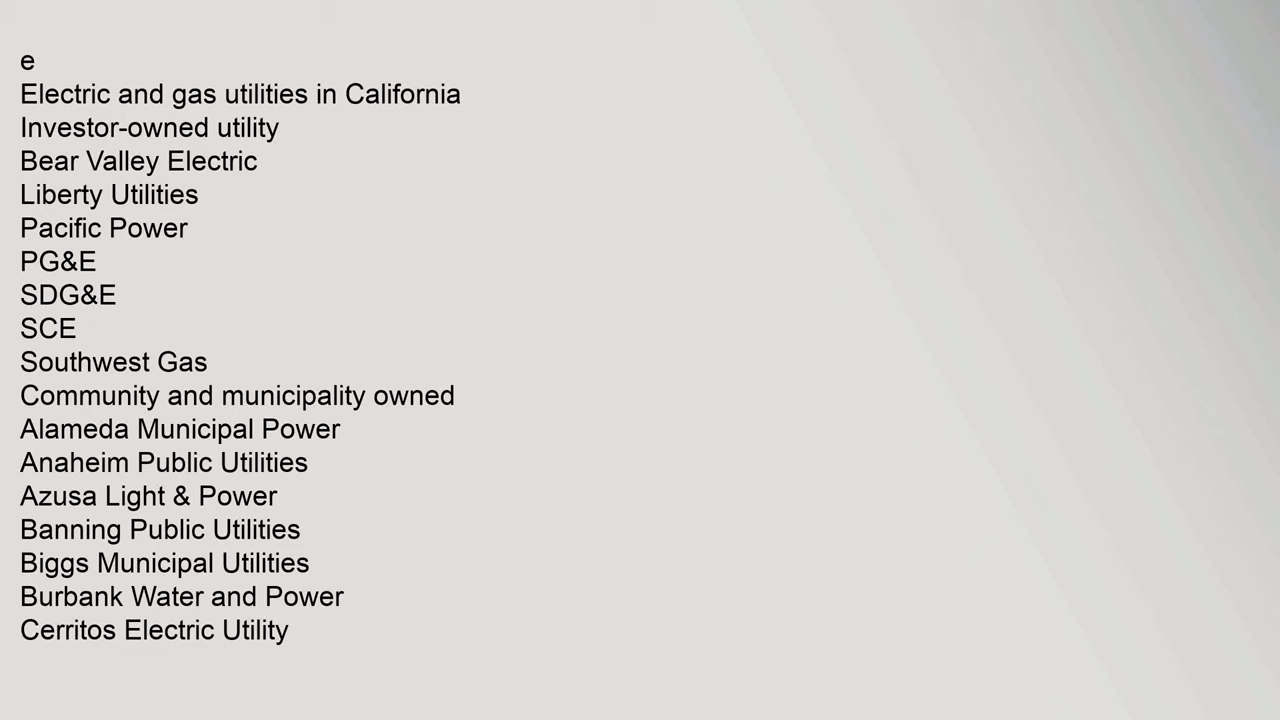 e
Electric and gas utilities in California
Investor-owned utility
Bear Valley Electric
Liberty Utilities
Pacific Power
PG&E
SDG&E
SCE
Southwest Gas
Community and municipality owned
Alameda Municipal Power
Anaheim Public Utilities
Azusa Light & Power
Banning Public Utilities
Biggs Municipal Utilities
Burbank Water and Power
Cerritos Electric Utility